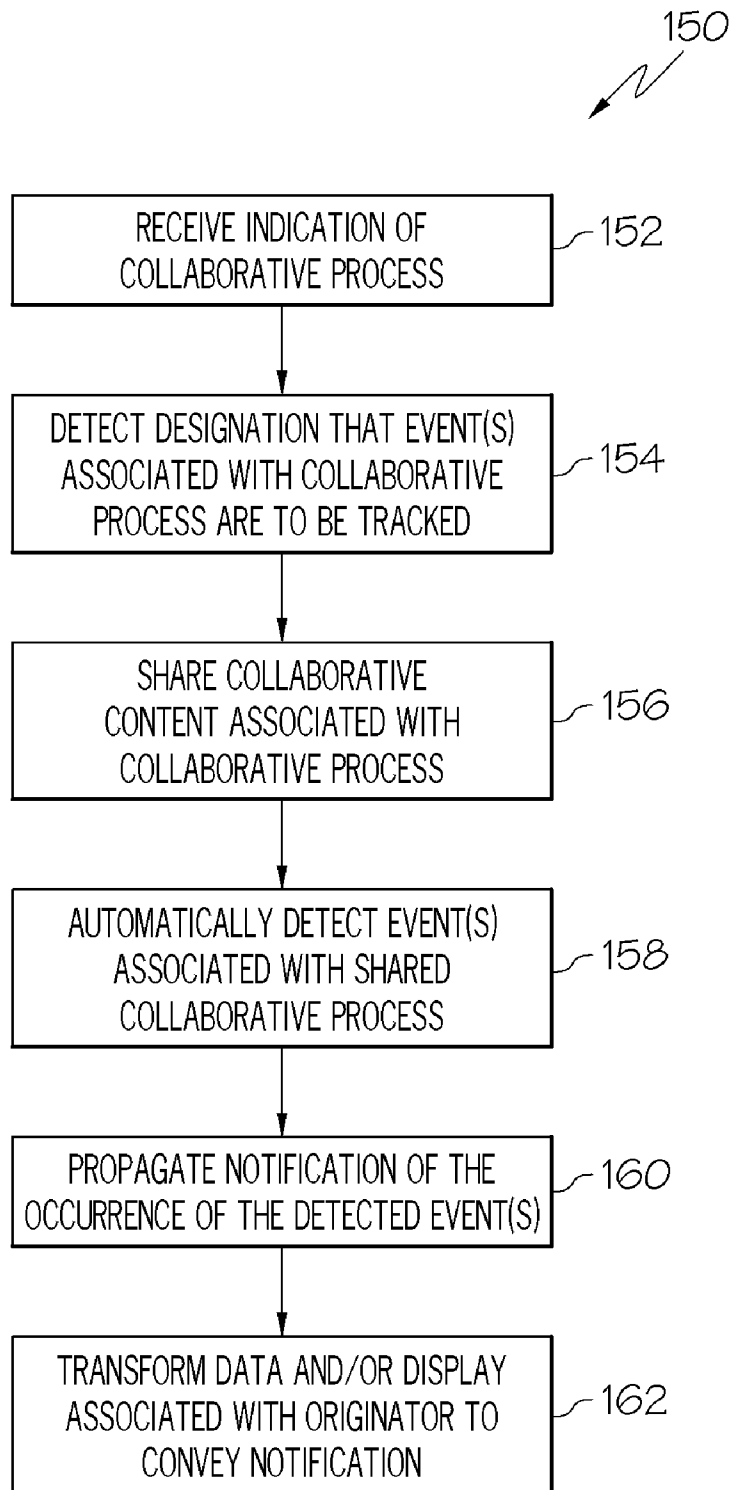 150
RECEIVE INDICATION OF
COLLABORATIVE PROCESS
152
DETECT DESIGNATION THAT EVENT(S)
ASSOCIATED WITH COLLABORATIVE
PROCESS ARE TO BE TRACKED
154
SHARE COLLABORATIVE
CONTENT ASSOCIATED WITH
COLLABORATIVE PROCESS
156
AUTOMATICALLY DETECT EVENT(S)
ASSOCIATED WITH SHARED
COLLABORATIVE PROCESS
158
PROPAGATE NOTIFICATION OF THE
OCCURRENCE OF THE DETECTED EVENT(S)
160
TRANSFORM DATA AND/OR DISPLAY
ASSOCIATED WITH ORIGINATOR TO
CONVEY NOTIFICATION
162